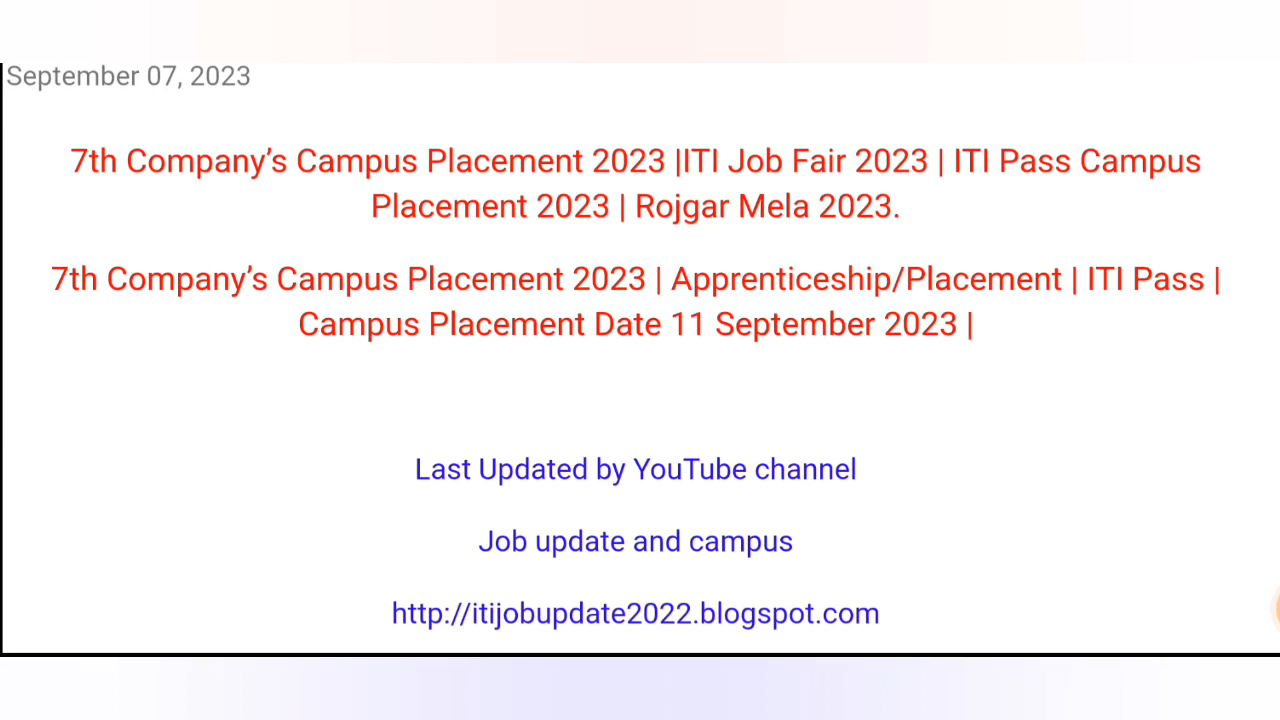 September 07, 2023
7th Company’s Campus Placement 2023 |ITI Job Fair 2023 | ITI Pass Campus
Placement 2023 | Rojgar Mela 2023.
7th Company’s Campus Placement 2023 | Apprenticeship/Placement | ITI Pass |
Campus Placement Date 11 September 2023 |
Last Updated by YouTube channel
Job update and campus
http://itijobupdate2022.blogspot.com